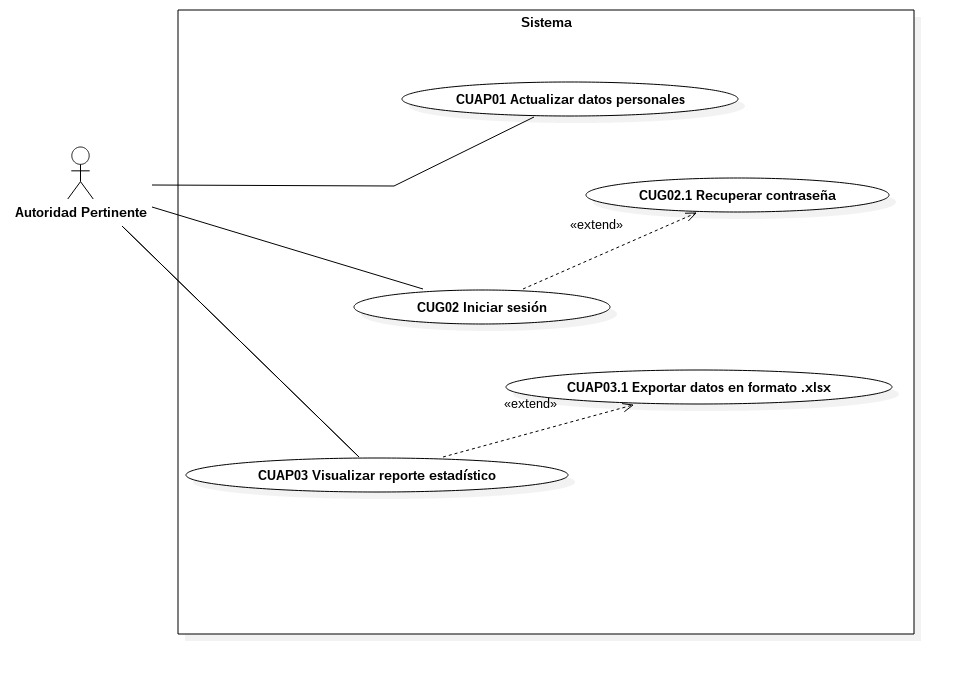 Sistema
CUAP01 Actualizar datos personales
Autoridad Pertinente
CUG02.1 Recuperar contraseña
«extend»
CUG02 Iniciar sesión
CUAP03.1 Exportar datos en formato .xlsx
«extend»
CUAP03 Visualizar reporte estadístico